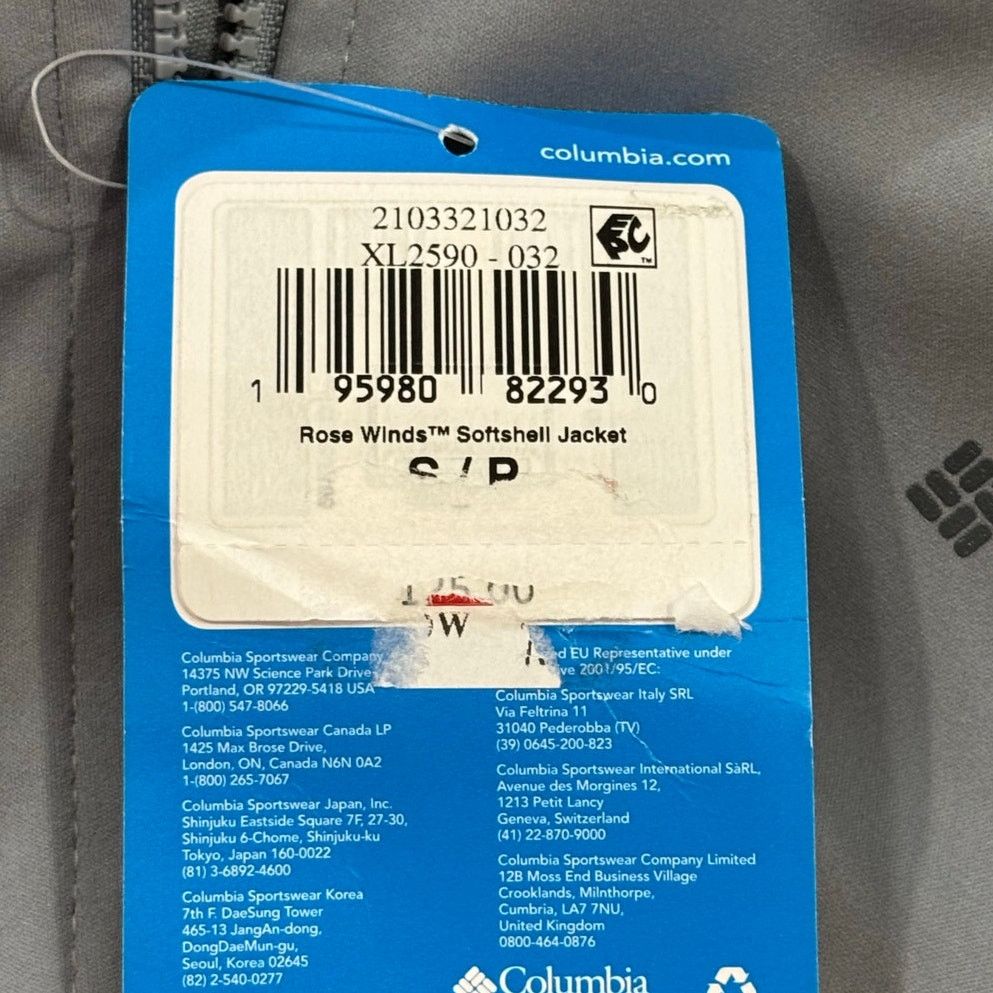 columbia.com
2103321032
XL2590 - 032
1 95980 82293 0
Rose Winds™ Softshell Jacket
S / P
Columbia Sportswear Company
14375 NW Science Park Drive
Portland, OR 97229-5418 USA
1-(800) 547-8066
Columbia Sportswear Canada LP
1425 Max Brose Drive,
London, ON, Canada N6N 0A2
1-(800) 265-7067
Columbia Sportswear Japan, Inc.
Shinjuku Eastside Square 7F, 27-30,
Shinjuku 6-Chome, Shinjuku-ku
Tokyo, Japan 160-0022
(81) 3-6892-4600
Columbia Sportswear Korea
7th F. DaeSung Tower
465-13 JangAn-dong,
DongDaeMun-gu,
Seoul, Korea 02645
(82) 2-540-0277
EU Representative under
2001/95/EC:
Columbia Sportswear Italy SRL
Via Feltrina 11
31040 Pederobba (TV)
(39) 0645-200-823
Columbia Sportswear International SàRL,
Avenue des Morgines 12,
1213 Petit Lancy
Geneva, Switzerland
(41) 22-870-9000
Columbia Sportswear Company Limited
12B Moss End Business Village
Crooklands, Milnthorpe,
Cumbria, LA7 7NU,
United Kingdom
0800-464-0876
Columbia